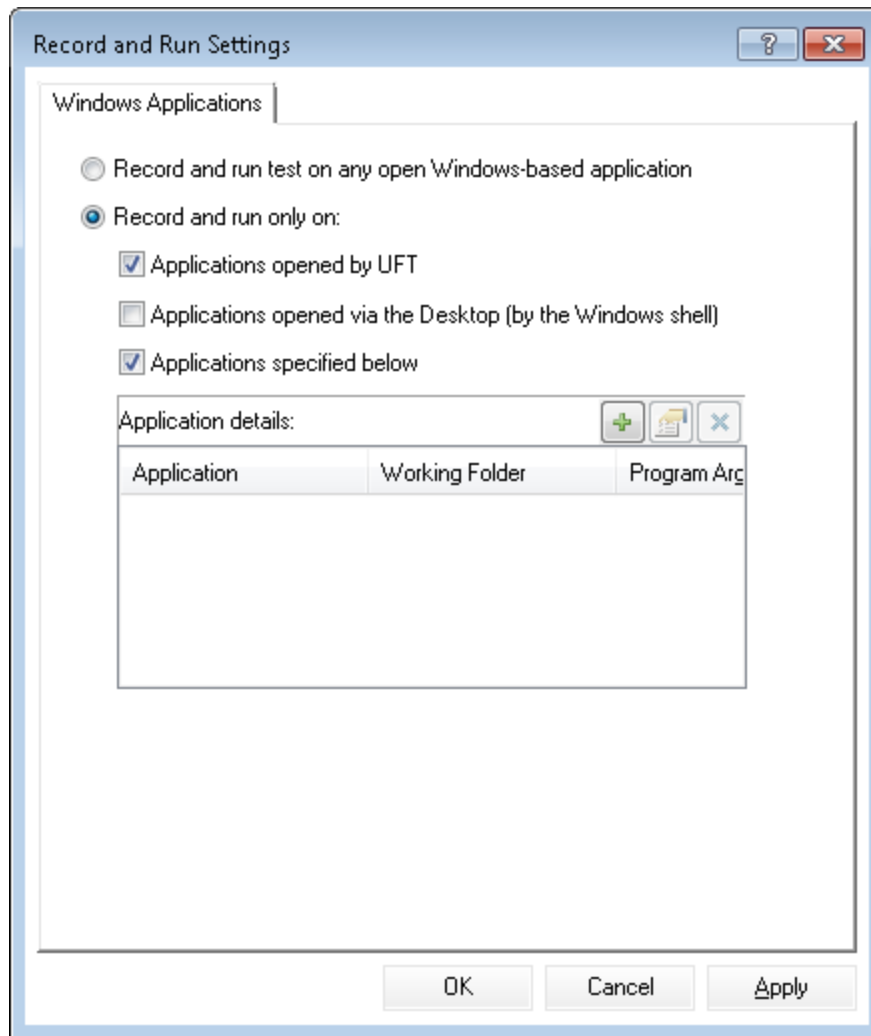 Record and Run Settings
Windows Applications
Record and run test on any open Windows-based application
Record and run only on:
Applications opened by UFT
Applications opened via the Desktop (by the Windows shell)
Applications specified below
Application details:
Application Working Folder Program Arg
OK Cancel Apply